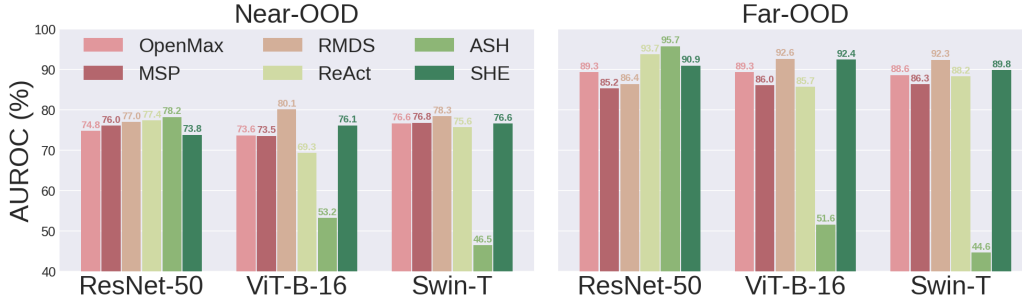 Near-OOD
Far-OOD
AUROC (%)
100
90
80
70
60
50
40
OpenMax
RMDS
ASH
MSP
ReAct
SHE
74.8
76.0
77.0
77.4
78.2
73.8
73.6
73.5
80.1
69.3
53.2
76.1
76.6
76.8
78.3
75.6
46.5
76.6
89.3
85.2
86.4
93.7
95.7
90.9
89.3
86.0
92.6
85.7
51.6
92.4
88.6
86.3
92.3
88.2
44.6
89.8
ResNet-50
ViT-B-16
Swin-T
ResNet-50
ViT-B-16
Swin-T